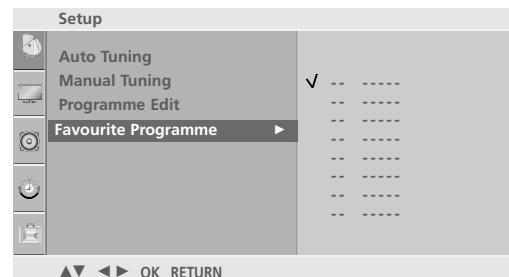 Setup
Auto Tuning
Manual Tuning
Programme Edit
Favourite Programme ►
√ -- -----
-- -----
-- -----
-- -----
-- -----
-- -----
-- -----
-- -----
▲▼ ◄► OK RETURN